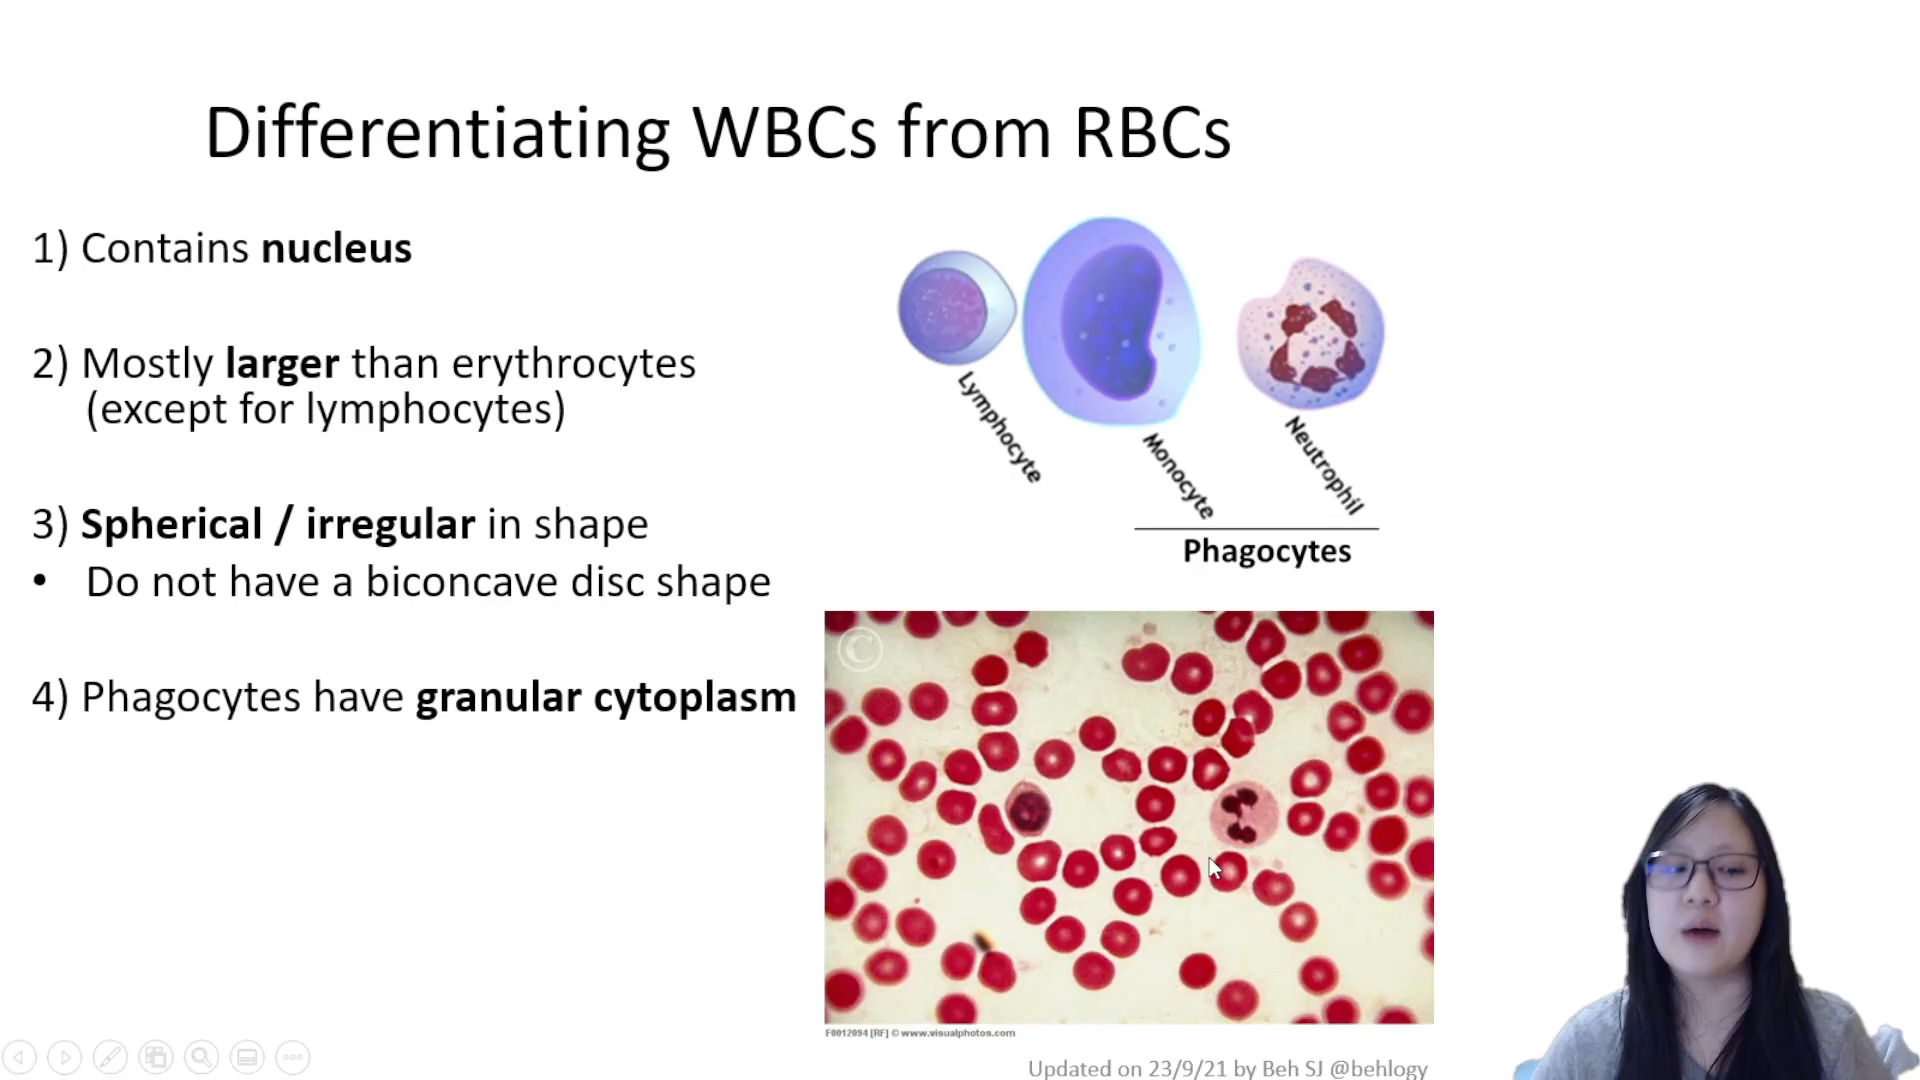 Differentiating WBCs from RBCs
1) Contains nucleus
2) Mostly larger than erythrocytes
(except for lymphocytes)
3) Spherical / irregular in shape
• Do not have a biconcave disc shape
4) Phagocytes have granular cytoplasm
Lymphocyte
Monocyte
Neutrophil
Phagocytes
©
F0012094 [RF] © www.visualphotos.com
Updated on 23/9/21 by Beh SJ @behlogy